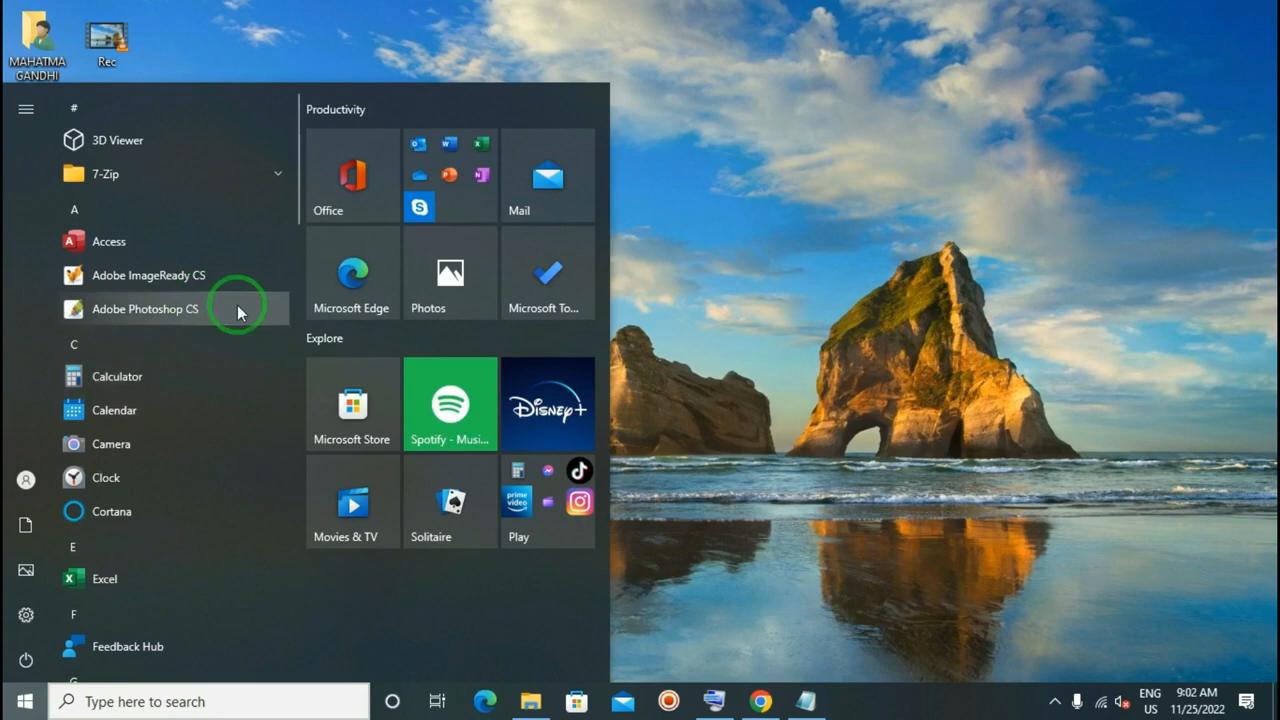 MAHATMA
GANDHI
Rec
#
3D Viewer
7-Zip
A
Access
Adobe ImageReady CS
Adobe Photoshop CS
C
Calculator
Calendar
Camera
Clock
Cortana
E
Excel
F
Feedback Hub
Productivity
Office
Mail
Microsoft Edge
Photos
Microsoft To...
Explore
Microsoft Store
Spotify - Musi...
Disney+
Movies & TV
Solitaire
prime
video
Play
Type here to search
ENG
US
9:02 AM
11/25/2022